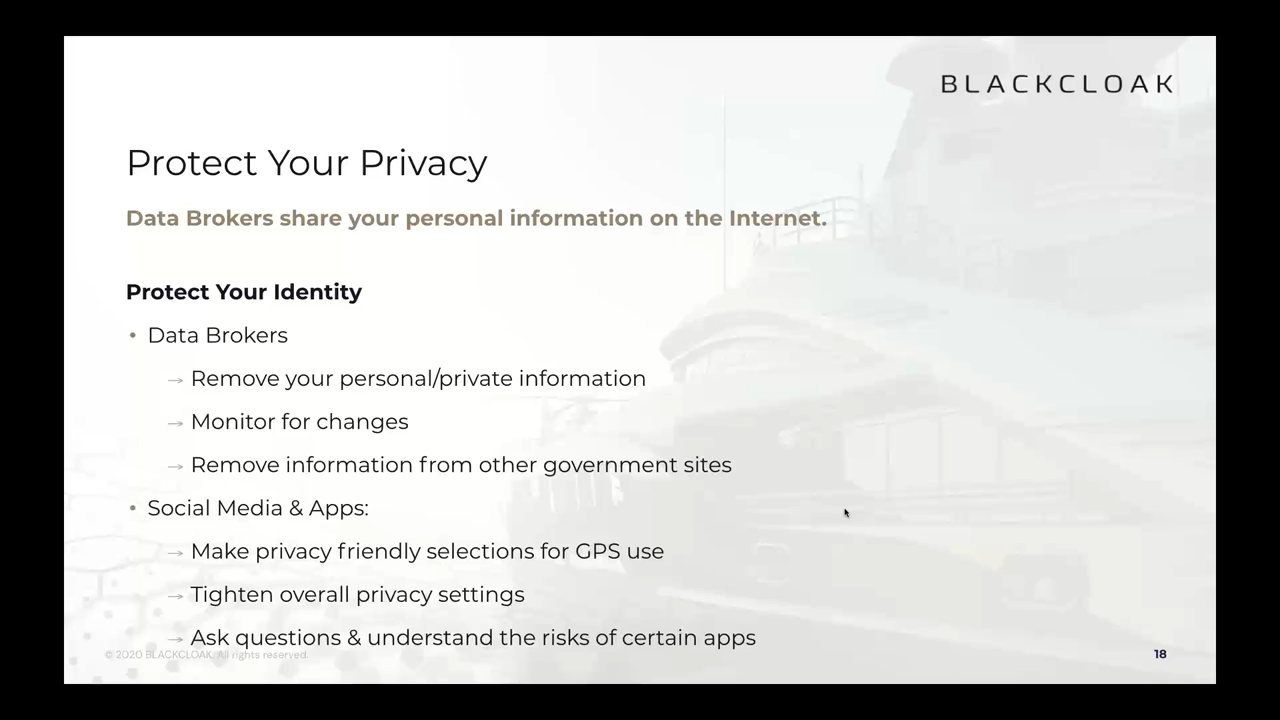 BLACKCLOAK
Protect Your Privacy
Data Brokers share your personal information on the Internet.
Protect Your Identity
• Data Brokers
→ Remove your personal/private information
→ Monitor for changes
→ Remove information from other government sites
• Social Media & Apps:
→ Make privacy friendly selections for GPS use
→ Tighten overall privacy settings
→ Ask questions & understand the risks of certain apps
© 2020 BLACKCLOAK. All rights reserved.
18